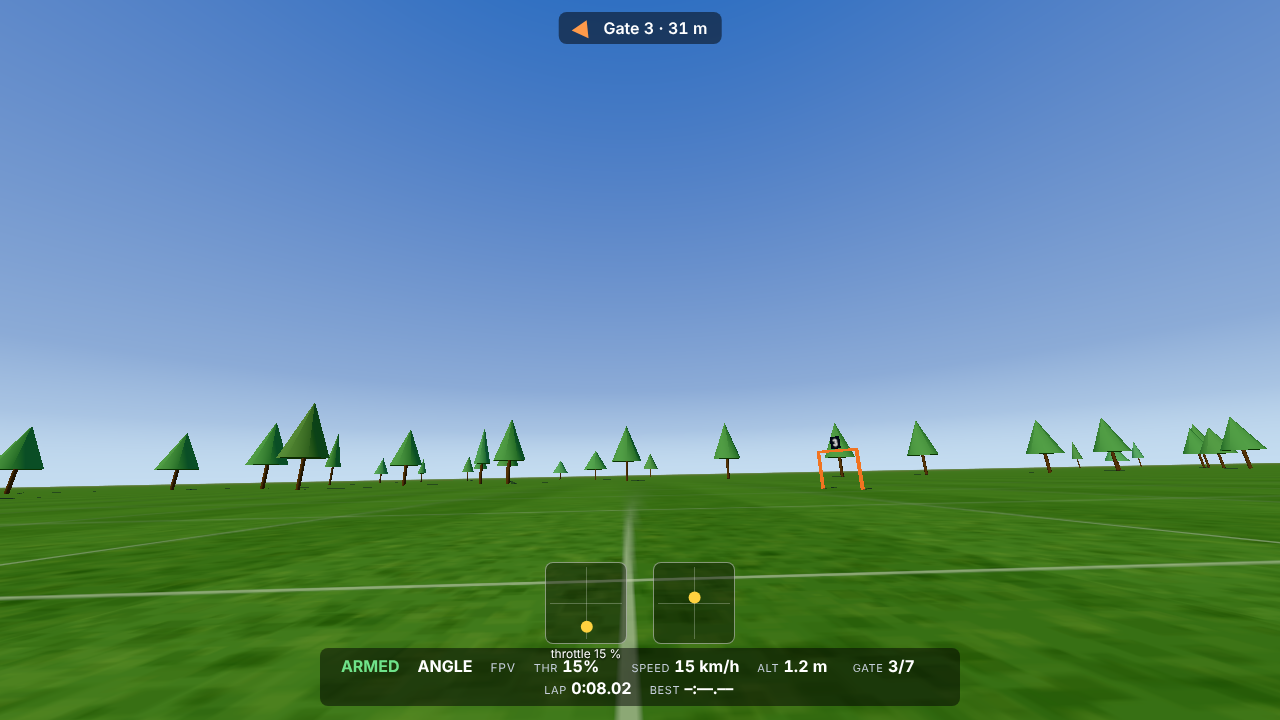 Gate 3 · 31 m
throttle 15 %
ARMED ANGLE FPV THR 15% SPEED 15 km/h ALT 1.2 m GATE 3/7
LAP 0:08.02 BEST –:––.––